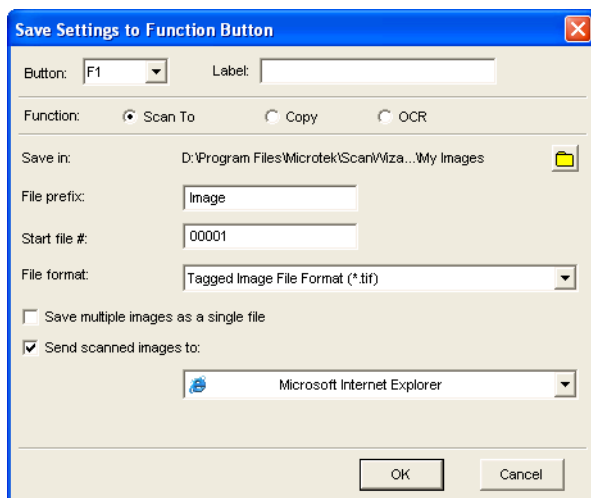 Save Settings to Function Button
Button: F1 Label:
Function: Scan To Copy OCR
Save in: D:\Program Files\Microtek\ScanWiza...\My Images
File prefix: Image
Start file #: 00001
File format: Tagged Image File Format (*.tif)
Save multiple images as a single file
Send scanned images to:
Microsoft Internet Explorer
OK Cancel